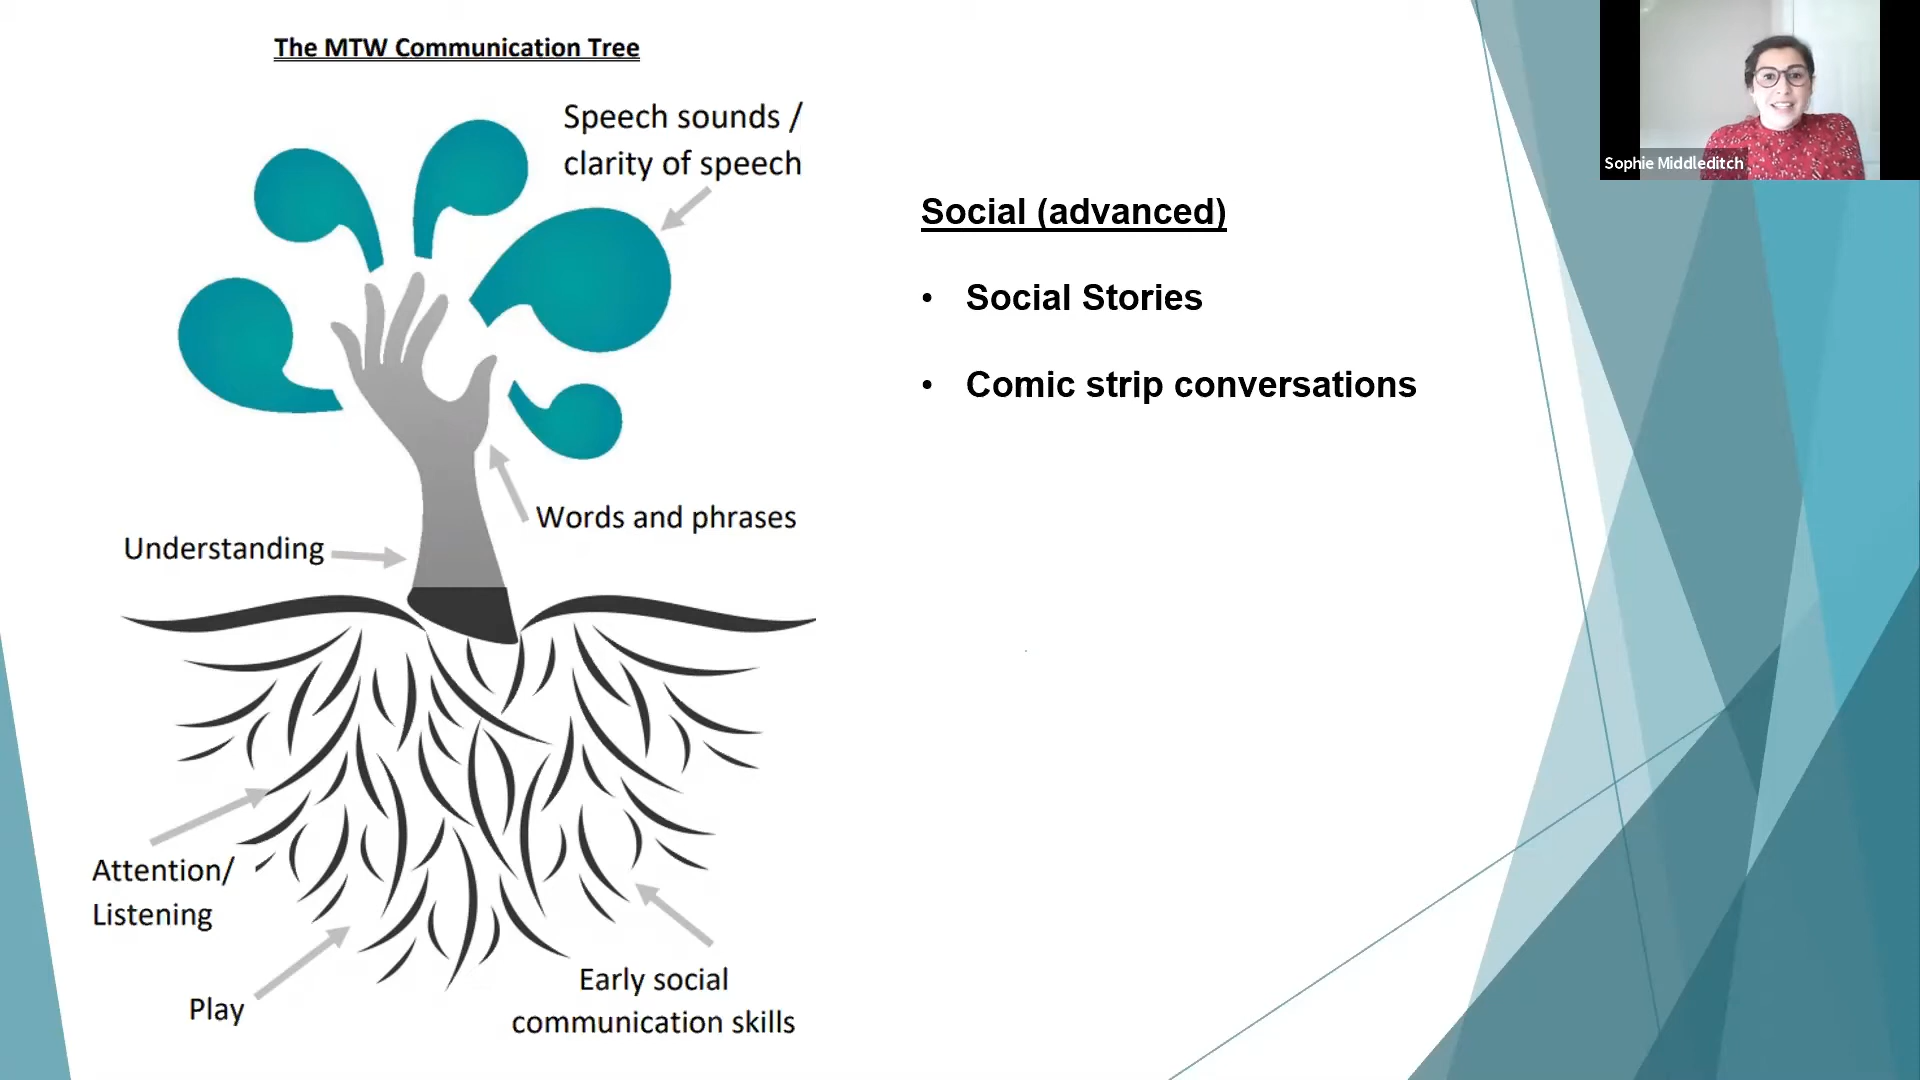 The MTW Communication Tree
Speech sounds /
clarity of speech
Words and phrases
Understanding
Attention/
Listening
Play
Early social
communication skills
Social (advanced)
• Social Stories
• Comic strip conversations
Sophie Middleditch